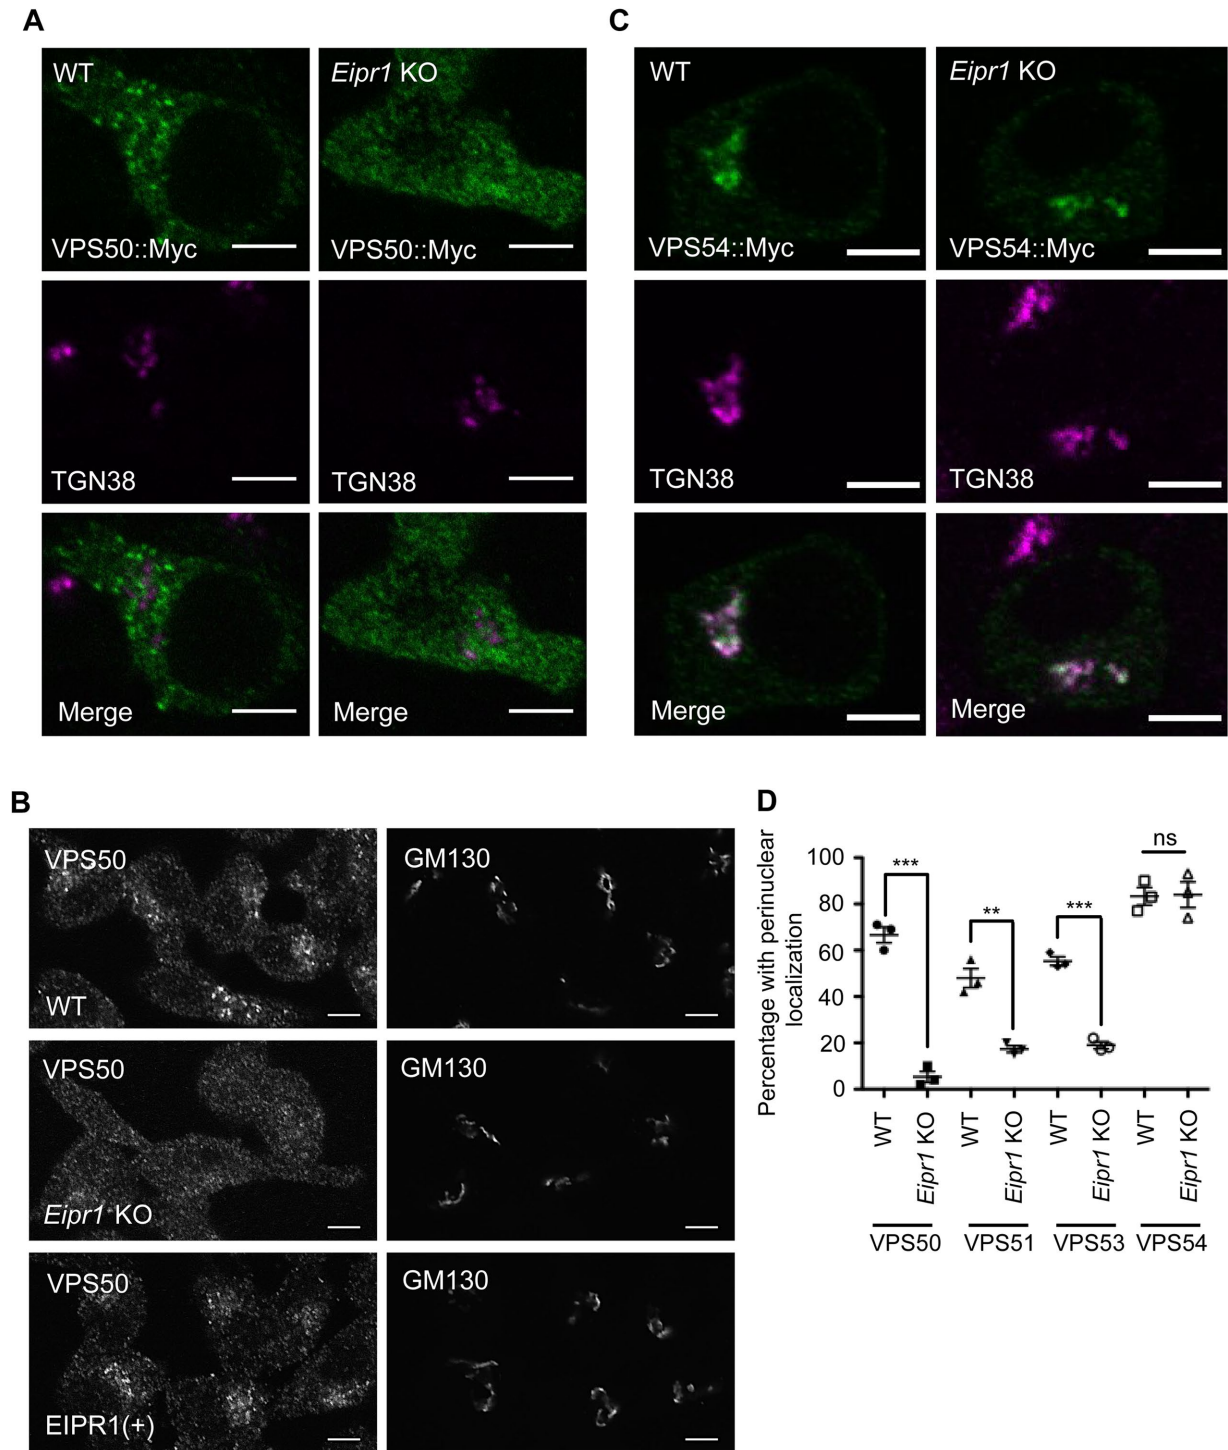 A
WT
Eipr1 KO
VPS50::Myc
VPS50::Myc
TGN38
TGN38
Merge
Merge
C
WT
Eipr1 KO
VPS54::Myc
VPS54::Myc
TGN38
TGN38
Merge
Merge
B
VPS50
GM130
WT
VPS50
GM130
Eipr1 KO
VPS50
GM130
EIPR1(+)
D
Percentage with perinuclear
localization
100
80
60
40
20
0
***
**
***
ns
WT
Eipr1 KO
WT
Eipr1 KO
WT
Eipr1 KO
WT
Eipr1 KO
VPS50
VPS51
VPS53
VPS54